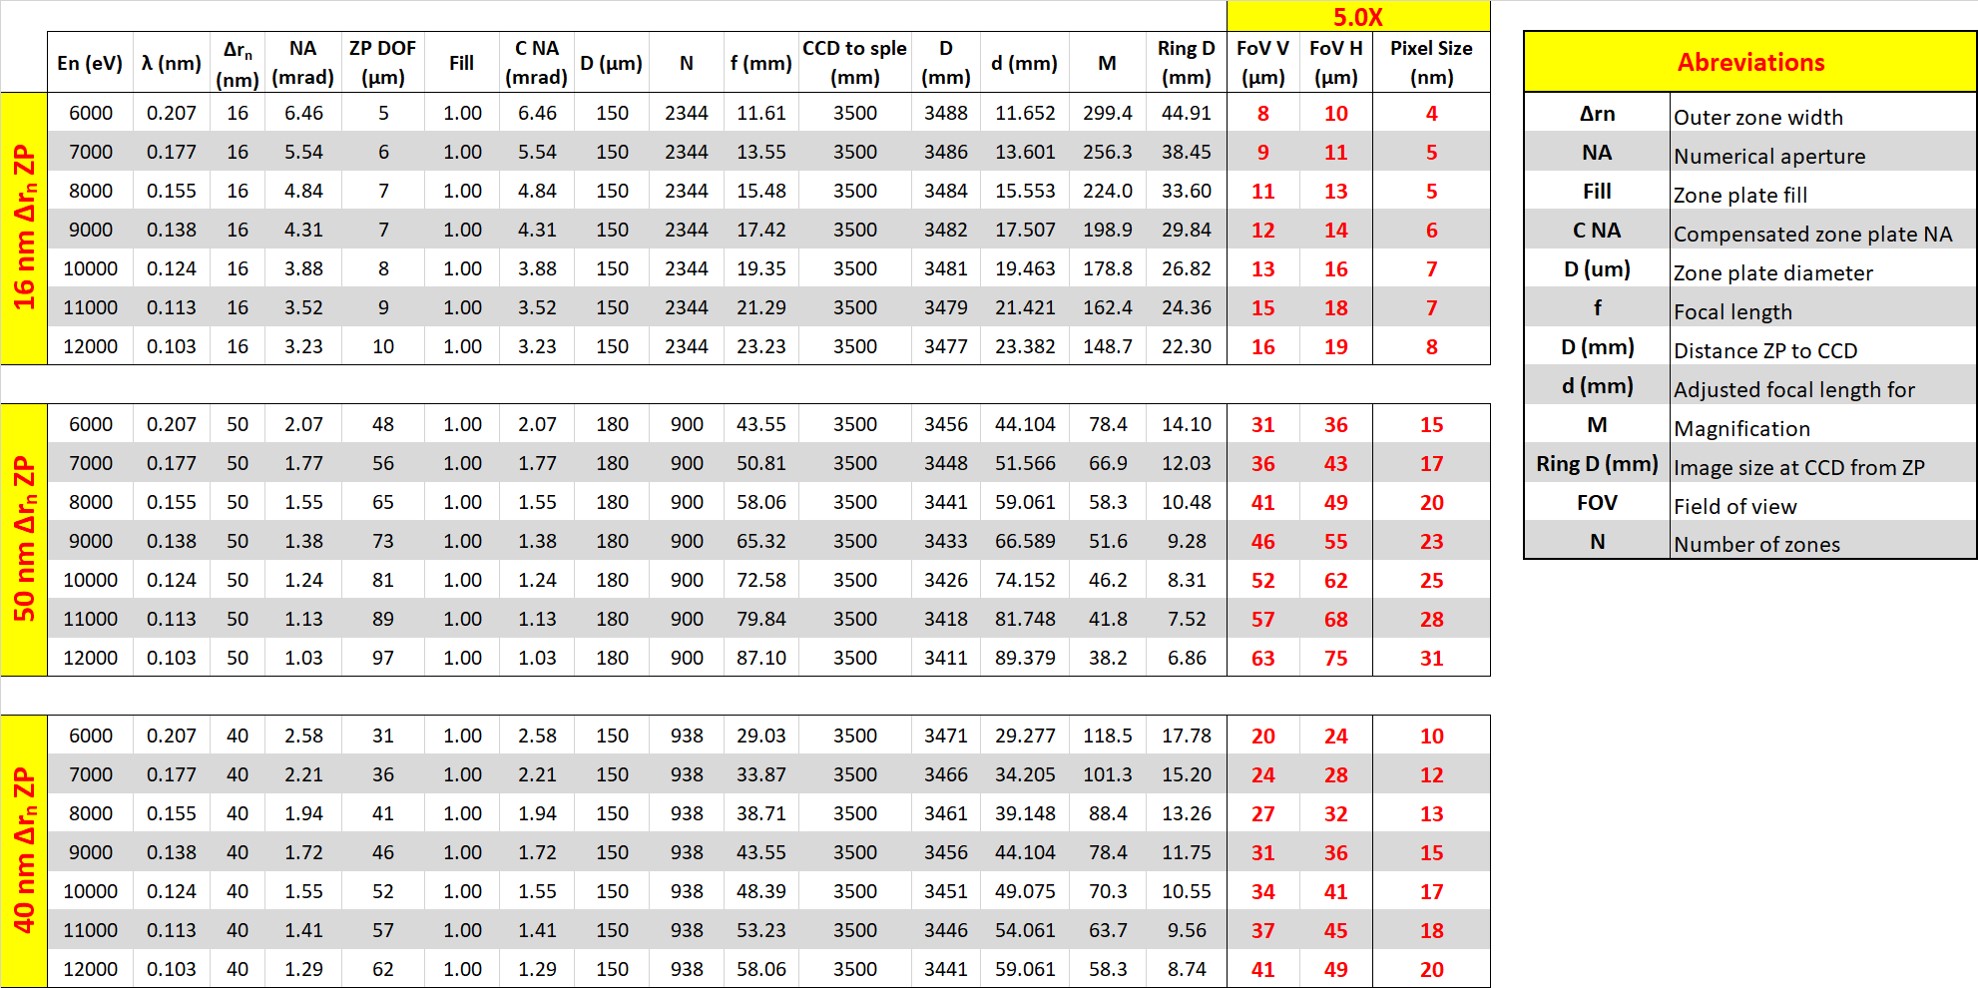 5.0X
En (eV) λ (nm) Δrn (nm) NA (mrad) ZP DOF (µm) Fill C NA (mrad) D (µm) N f (mm) CCD to sple (mm) D (mm) d (mm) M Ring D (mm) FoV V (µm) FoV H (µm) Pixel Size (nm)
16 nm Δrn ZP
6000 0.207 16 6.46 5 1.00 6.46 150 2344 11.61 3500 3488 11.652 299.4 44.91 8 10 4
7000 0.177 16 5.54 6 1.00 5.54 150 2344 13.55 3500 3486 13.601 256.3 38.45 9 11 5
8000 0.155 16 4.84 7 1.00 4.84 150 2344 15.48 3500 3484 15.553 224.0 33.60 11 13 5
9000 0.138 16 4.31 7 1.00 4.31 150 2344 17.42 3500 3482 17.507 198.9 29.84 12 14 6
10000 0.124 16 3.88 8 1.00 3.88 150 2344 19.35 3500 3481 19.463 178.8 26.82 13 16 7
11000 0.113 16 3.52 9 1.00 3.52 150 2344 21.29 3500 3479 21.421 162.4 24.36 15 18 7
12000 0.103 16 3.23 10 1.00 3.23 150 2344 23.23 3500 3477 23.382 148.7 22.30 16 19 8
50 nm Δrn ZP
6000 0.207 50 2.07 48 1.00 2.07 180 900 43.55 3500 3456 44.104 78.4 14.10 31 36 15
7000 0.177 50 1.77 56 1.00 1.77 180 900 50.81 3500 3448 51.566 66.9 12.03 36 43 17
8000 0.155 50 1.55 65 1.00 1.55 180 900 58.06 3500 3441 59.061 58.3 10.48 41 49 20
9000 0.138 50 1.38 73 1.00 1.38 180 900 65.32 3500 3433 66.589 51.6 9.28 46 55 23
10000 0.124 50 1.24 81 1.00 1.24 180 900 72.58 3500 3426 74.152 46.2 8.31 52 62 25
11000 0.113 50 1.13 89 1.00 1.13 180 900 79.84 3500 3418 81.748 41.8 7.52 57 68 28
12000 0.103 50 1.03 97 1.00 1.03 180 900 87.10 3500 3411 89.379 38.2 6.86 63 75 31
40 nm Δrn ZP
6000 0.207 40 2.58 31 1.00 2.58 150 938 29.03 3500 3471 29.277 118.5 17.78 20 24 10
7000 0.177 40 2.21 36 1.00 2.21 150 938 33.87 3500 3466 34.205 101.3 15.20 24 28 12
8000 0.155 40 1.94 41 1.00 1.94 150 938 38.71 3500 3461 39.148 88.4 13.26 27 32 13
9000 0.138 40 1.72 46 1.00 1.72 150 938 43.55 3500 3456 44.104 78.4 11.75 31 36 15
10000 0.124 40 1.55 52 1.00 1.55 150 938 48.39 3500 3451 49.075 70.3 10.55 34 41 17
11000 0.113 40 1.41 57 1.00 1.41 150 938 53.23 3500 3446 54.061 63.7 9.56 37 45 18
12000 0.103 40 1.29 62 1.00 1.29 150 938 58.06 3500 3441 59.061 58.3 8.74 41 49 20
Abreviations
Δrn Outer zone width
NA Numerical aperture
Fill Zone plate fill
C NA Compensated zone plate NA
D (um) Zone plate diameter
f Focal length
D (mm) Distance ZP to CCD
d (mm) Adjusted focal length for
M Magnification
Ring D (mm) Image size at CCD from ZP
FOV Field of view
N Number of zones